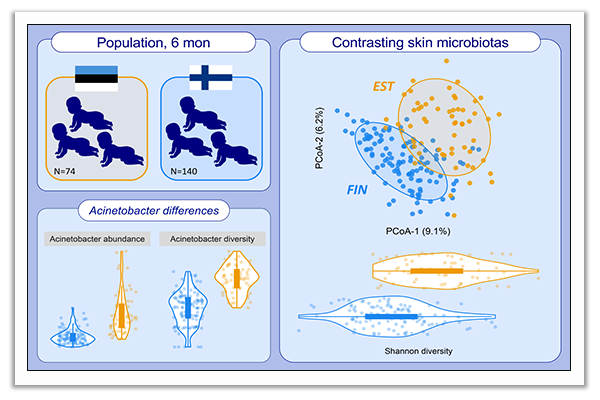 Population, 6 mon
N=74
N=140
Acinetobacter differences
Acinetobacter abundance
Acinetobacter diversity
Contrasting skin microbiotas
EST
FIN
PCoA-2 (6.2%)
PCoA-1 (9.1%)
Shannon diversity